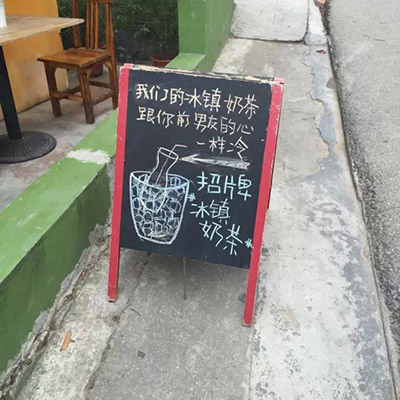 我们的冰镇奶茶
跟你前男友的心
一样冷
招牌
*冰镇
奶茶*